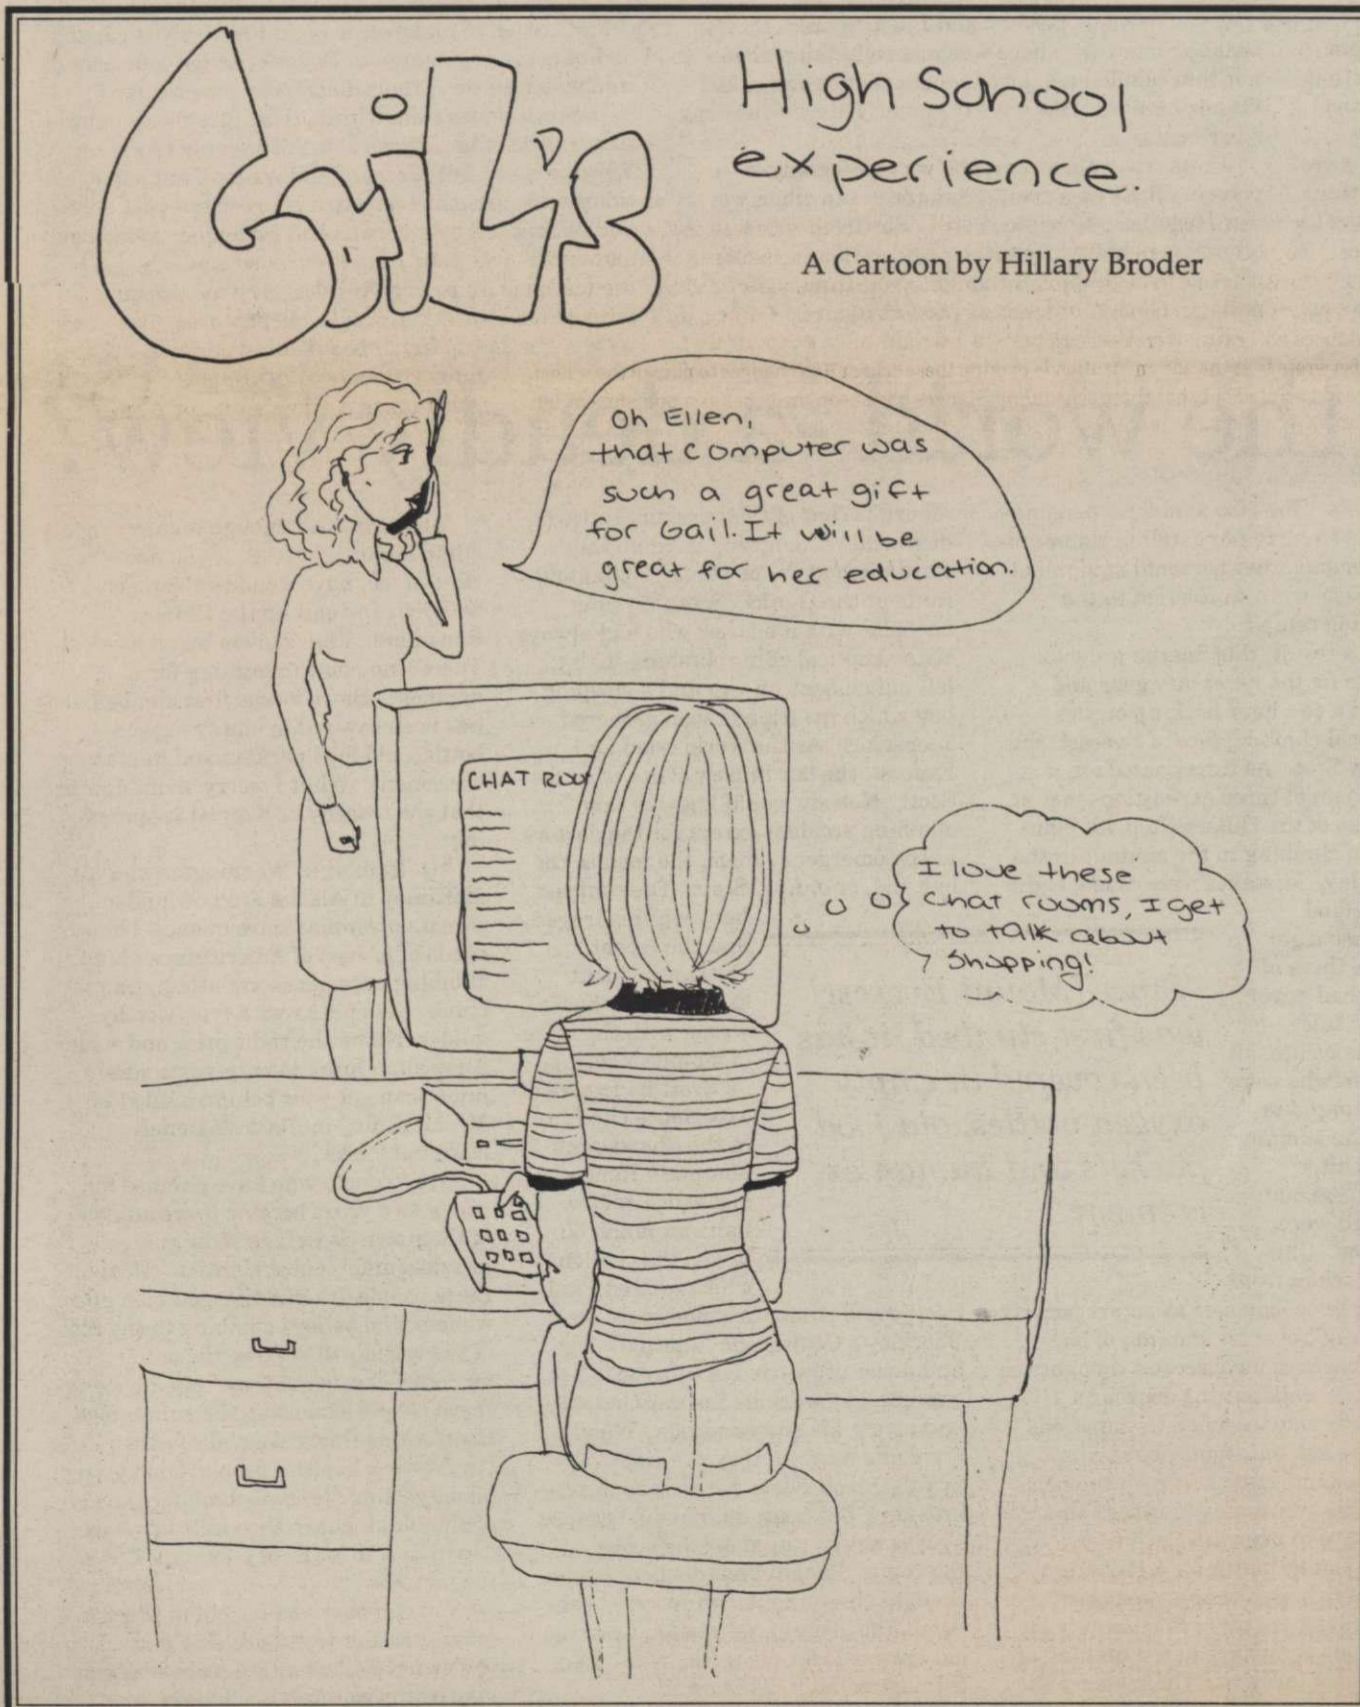 Gail's
High School
experience.
A Cartoon by Hillary Broder
Oh Ellen,
that computer was
such a great gift
for Gail. It will be
great for her education.
CHAT ROO
I love these
chat rooms, I get
to talk about
shopping!